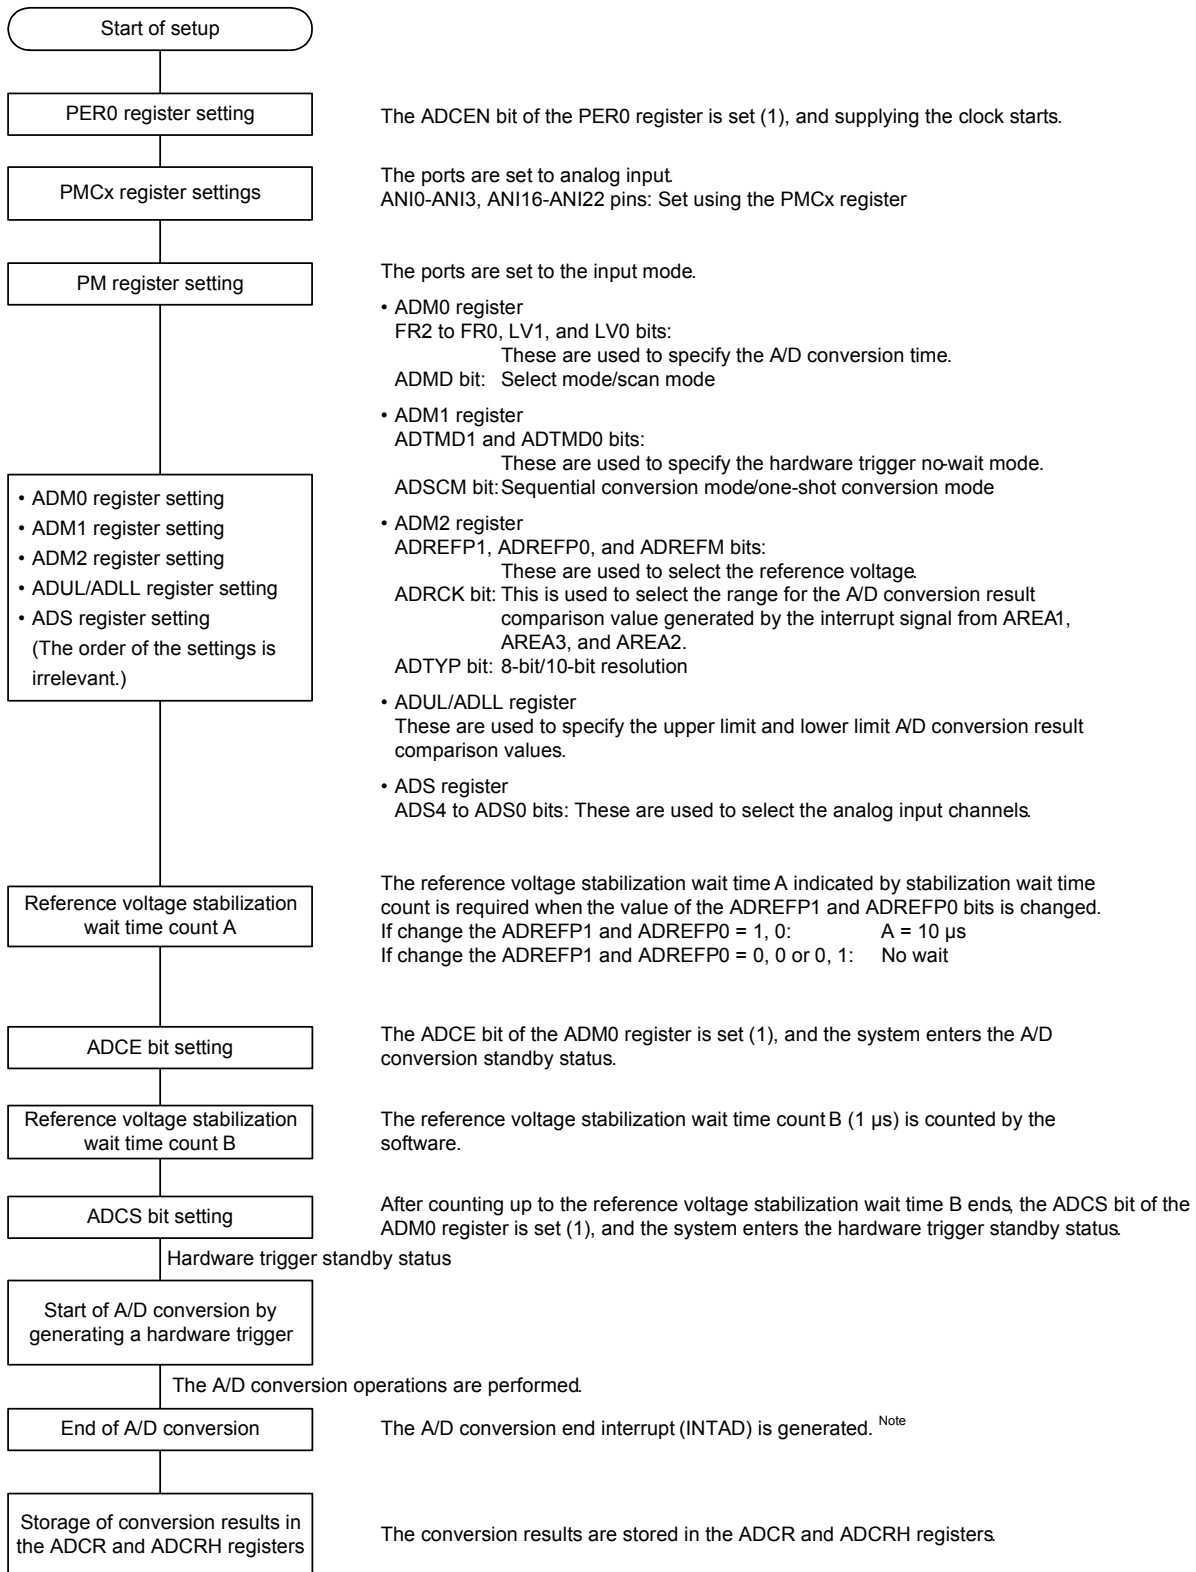 Start of setup
PER0 register setting
The ADCEN bit of the PER0 register is set (1), and supplying the clock starts.
PMCx register settings
The ports are set to analog input.
ANI0-ANI3, ANI16-ANI22 pins: Set using the PMCx register
PM register setting
The ports are set to the input mode.
• ADM0 register
FR2 to FR0, LV1, and LV0 bits:
These are used to specify the A/D conversion time.
ADMD bit: Select mode/scan mode
• ADM1 register
ADTMD1 and ADTMD0 bits:
These are used to specify the hardware trigger no-wait mode.
ADSCM bit: Sequential conversion mode/one-shot conversion mode
• ADM2 register
ADREFP1, ADREFP0, and ADREFM bits:
These are used to select the reference voltage.
ADRCK bit: This is used to select the range for the A/D conversion result
comparison value generated by the interrupt signal from AREA1,
AREA3, and AREA2.
ADTYP bit: 8-bit/10-bit resolution
• ADUL/ADLL register
These are used to specify the upper limit and lower limit A/D conversion result
comparison values.
• ADS register
ADS4 to ADS0 bits: These are used to select the analog input channels.
• ADM0 register setting
• ADM1 register setting
• ADM2 register setting
• ADUL/ADLL register setting
• ADS register setting
(The order of the settings is
irrelevant.)
Reference voltage stabilization
wait time count A
The reference voltage stabilization wait time A indicated by stabilization wait time
count is required when the value of the ADREFP1 and ADREFP0 bits is changed.
If change the ADREFP1 and ADREFP0 = 1, 0: A = 10 µs
If change the ADREFP1 and ADREFP0 = 0, 0 or 0, 1: No wait
ADCE bit setting
The ADCE bit of the ADM0 register is set (1), and the system enters the A/D
conversion standby status.
Reference voltage stabilization
wait time count B
The reference voltage stabilization wait time count B (1 µs) is counted by the
software.
ADCS bit setting
After counting up to the reference voltage stabilization wait time B ends, the ADCS bit of the
ADM0 register is set (1), and the system enters the hardware trigger standby status.
Hardware trigger standby status
Start of A/D conversion by
generating a hardware trigger
The A/D conversion operations are performed.
End of A/D conversion
The A/D conversion end interrupt (INTAD) is generated. Note
Storage of conversion results in
the ADCR and ADCRH registers
The conversion results are stored in the ADCR and ADCRH registers.